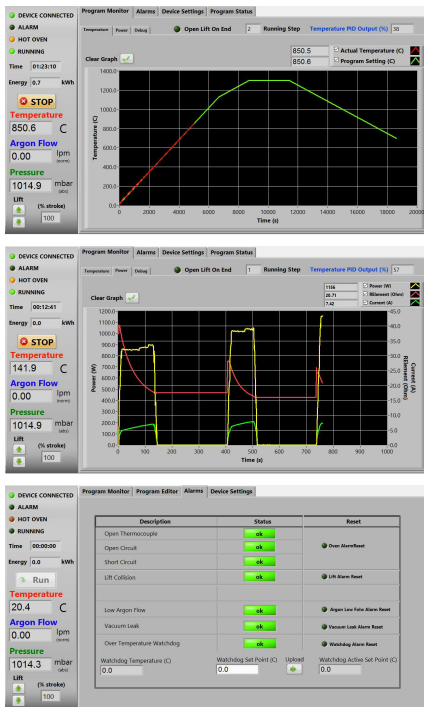 DEVICE CONNECTED
ALARM
HOT OVEN
RUNNING
Time 01:23:10
Energy 0.7 kWh
STOP
Temperature
850.6 C
Argon Flow
0.00 lpm
(norm)
Pressure
1014.9 mbar
(abs)
Lift
(% stroke)
100
Program Monitor Alarms Device Settings Program Status
Temperature Power Debug Open Lift On End 2 Running Step Temperature PID Output (%) 38
850.5 Actual Temperature (C)
850.6 Program Setting (C)
Clear Graph
1400.0
1200.0
1000.0
800.0
600.0
400.0
200.0
0.0
Temperature (C)
0 2000 4000 6000 8000 10000 12000 14000 16000 18000 20000
Time (s)
DEVICE CONNECTED
ALARM
HOT OVEN
RUNNING
Time 00:12:41
Energy 0.0 kWh
STOP
Temperature
141.9 C
Argon Flow
0.00 lpm
(norm)
Pressure
1014.9 mbar
(abs)
Lift
(% stroke)
100
Program Monitor Alarms Device Settings Program Status
Temperature Power Debug Open Lift On End 1 Running Step Temperature PID Output (%) 57
1166 Power (W)
20.71 RElement (Ohm)
7.42 Current (A)
Clear Graph
1200.0
1100.0
1000.0
900.0
800.0
700.0
600.0
500.0
400.0
300.0
200.0
100.0
0.0
Power (W)
45.0
40.0
35.0
30.0
25.0
20.0
15.0
10.0
5.0
0.0
Current (A)
RElement (Ohms)
0 100 200 300 400 500 600 700 800 900 1000
Time (s)
DEVICE CONNECTED
ALARM
HOT OVEN
RUNNING
Time 00:00:00
Energy 0.0 kWh
Run
Temperature
20.4 C
Argon Flow
0.00 lpm
(norm)
Pressure
1014.3 mbar
(abs)
Lift
(% stroke)
100
Program Monitor Program Editor Alarms Device Settings
Description Status Reset
Open Thermocouple ok
Open Circuit ok Oven AlarmReset
Short Circuit ok
Lift Collision ok Lift Alarm Reset
Low Argon Flow ok Argon Low Folw Alarm Reset
Vacuum Leak ok Vacuum Leak Alarm Reset
Over Temperature Watchdog ok Watchdog Alarm Reset
Watchdog Temperature (C) Watchdog Set Point (C) Upload Watchdog Active Set Point (C)
0.0 0.0 0.0